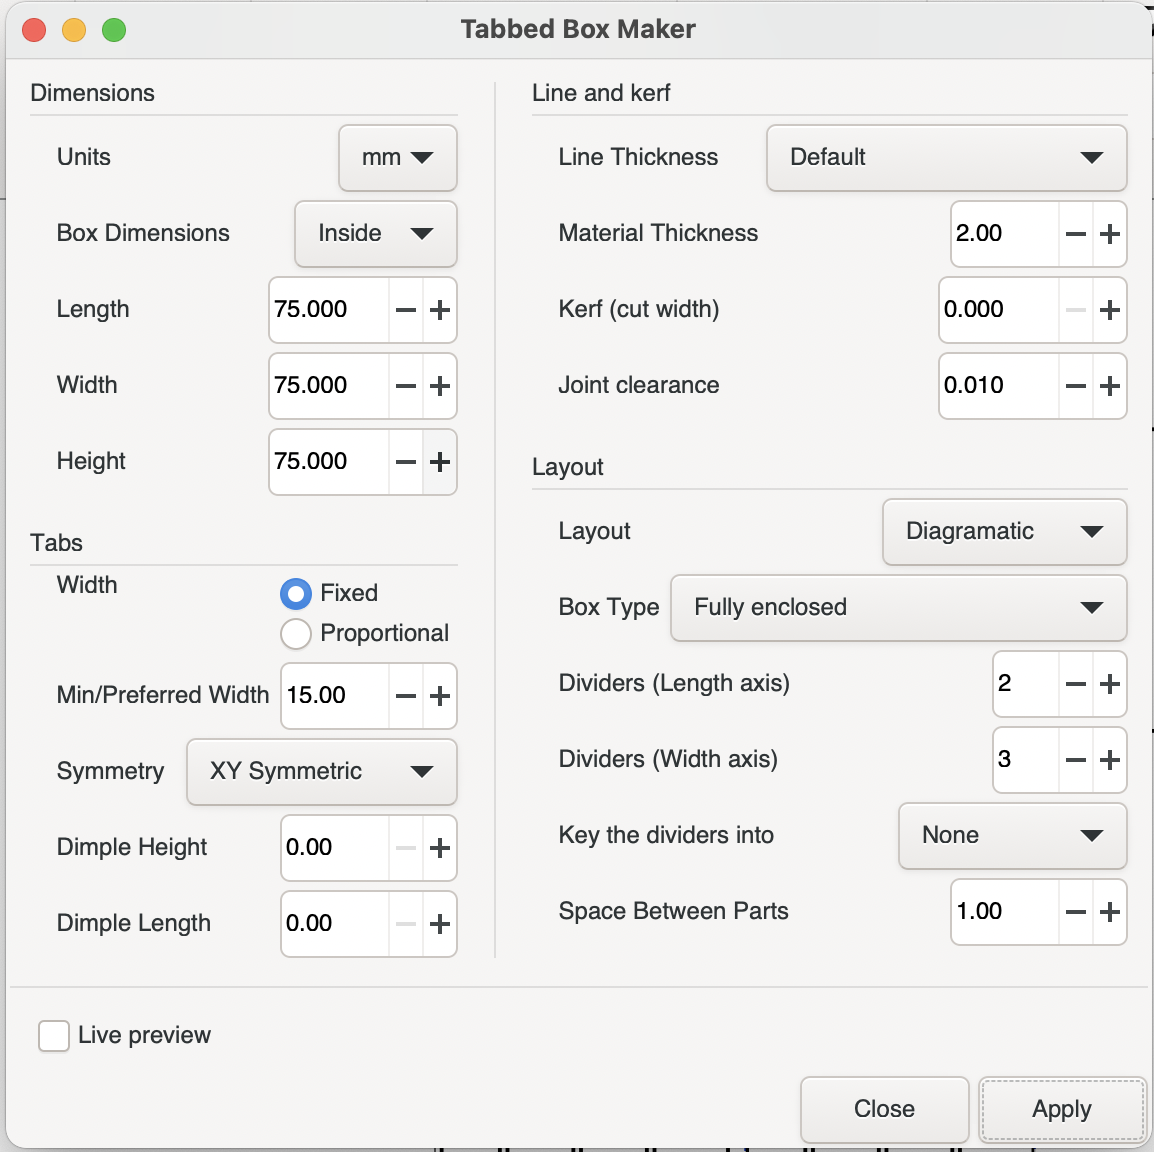 Tabbed Box Maker
Dimensions
Units mm
Box Dimensions Inside
Length 75.000
Width 75.000
Height 75.000
Tabs
Width Fixed
Proportional
Min/Preferred Width 15.00
Symmetry XY Symmetric
Dimple Height 0.00
Dimple Length 0.00
Line and kerf
Line Thickness Default
Material Thickness 2.00
Kerf (cut width) 0.000
Joint clearance 0.010
Layout
Layout Diagramatic
Box Type Fully enclosed
Dividers (Length axis) 2
Dividers (Width axis) 3
Key the dividers into None
Space Between Parts 1.00
Live preview
Close Apply